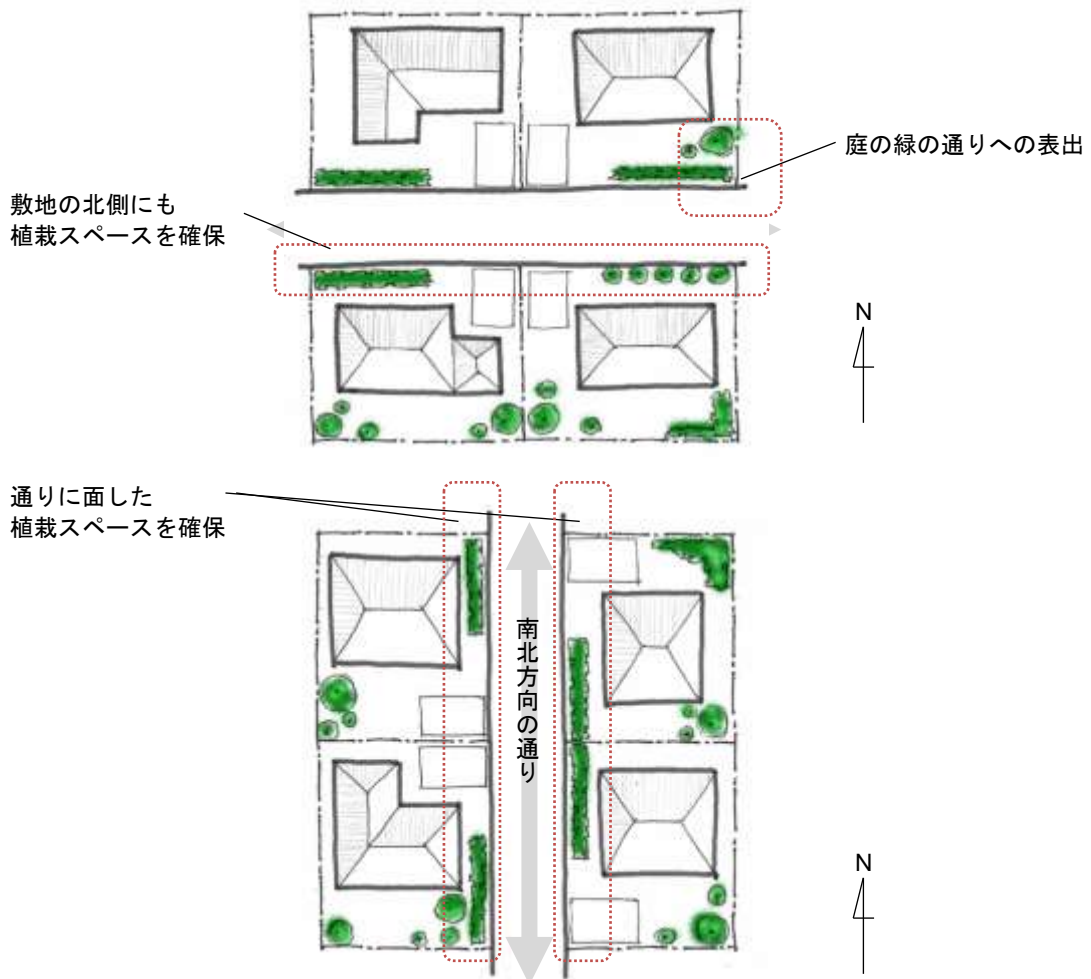 庭の緑の通りへの表出
敷地の北側にも
植栽スペースを確保
N
通りに面した
植栽スペースを確保
南北方向の通り
N